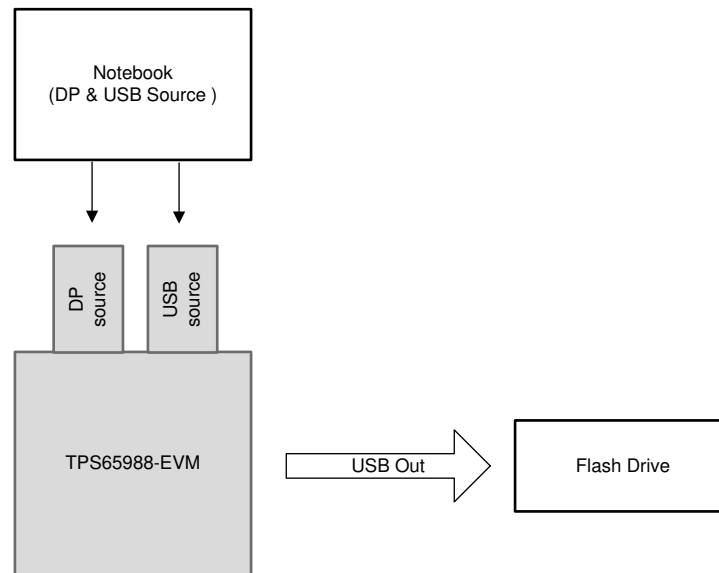 Notebook
(DP & USB Source )
DP
source
USB
source
TPS65988-EVM
USB Out
Flash Drive